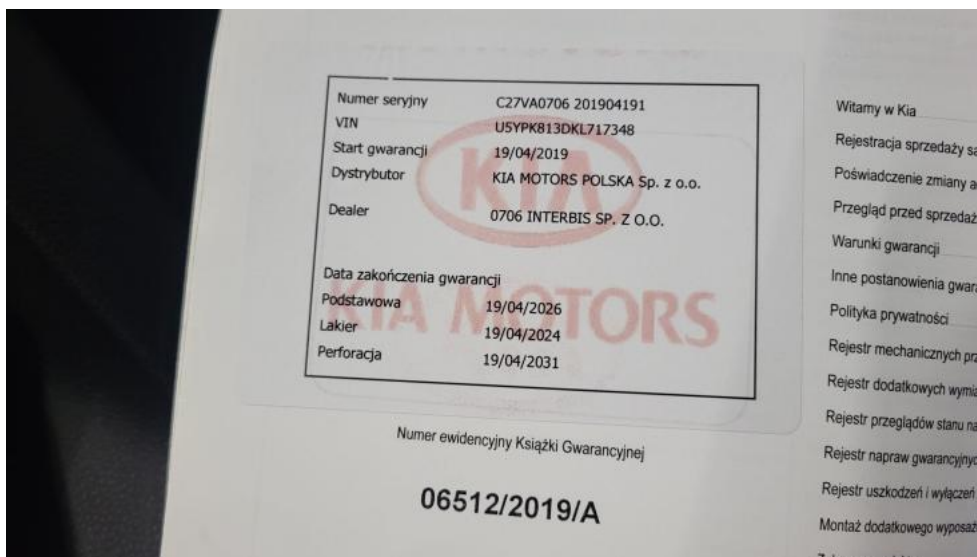 Numer seryjny C27VA0706 201904191
VIN U5YPK813DKL717348
Start gwarancji 19/04/2019
Dystrybutor KIA MOTORS POLSKA Sp. z o.o.
Dealer 0706 INTERBIS SP. Z O.O.
KIA
Data zakończenia gwarancji
Podstawowa 19/04/2026
Lakier 19/04/2024
Perforacja 19/04/2031
KIA MOTORS
Numer ewidencyjny Książki Gwarancyjnej
06512/2019/A
Witamy w Kia
Rejestracja sprzedaży
Poświadczenie zmiany
Przegląd przed
Warunki gwarancji
Inne postanowienia
Polityka prywatności
Rejestr mechanicznych
Rejestr dodatkowych
Rejestr przeglądów stanu
Rejestr napraw
Rejestr uszkodzeń i wyłączeń
Montaż dodatkowego